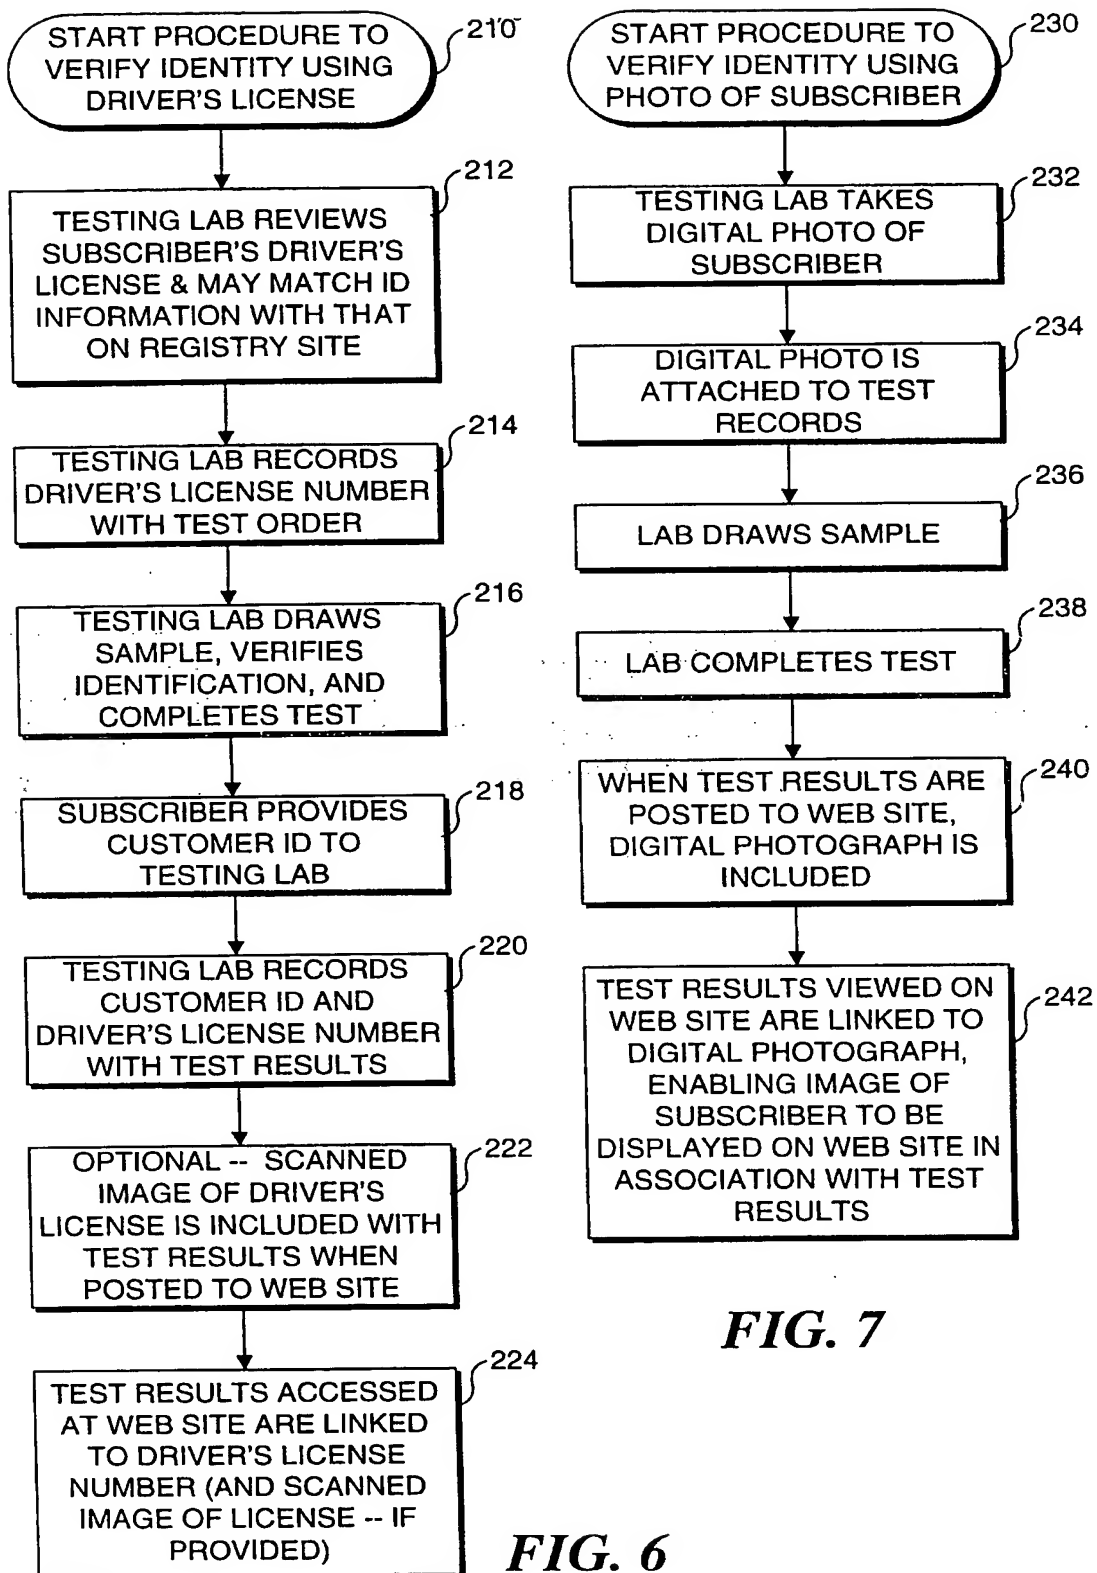 START PROCEDURE TO
VERIFY IDENTITY USING
DRIVER'S LICENSE
210
212
TESTING LAB REVIEWS
SUBSCRIBER'S DRIVER'S
LICENSE & MAY MATCH ID
INFORMATION WITH THAT
ON REGISTRY SITE
214
TESTING LAB RECORDS
DRIVER'S LICENSE NUMBER
WITH TEST ORDER
216
TESTING LAB DRAWS
SAMPLE, VERIFIES
IDENTIFICATION, AND
COMPLETES TEST
218
SUBSCRIBER PROVIDES
CUSTOMER ID TO
TESTING LAB
220
TESTING LAB RECORDS
CUSTOMER ID AND
DRIVER'S LICENSE NUMBER
WITH TEST RESULTS
222
OPTIONAL -- SCANNED
IMAGE OF DRIVER'S
LICENSE IS INCLUDED WITH
TEST RESULTS WHEN
POSTED TO WEB SITE
224
TEST RESULTS ACCESSED
AT WEB SITE ARE LINKED
TO DRIVER'S LICENSE
NUMBER (AND SCANNED
IMAGE OF LICENSE -- IF
PROVIDED)
FIG. 6
START PROCEDURE TO
VERIFY IDENTITY USING
PHOTO OF SUBSCRIBER
230
232
TESTING LAB TAKES
DIGITAL PHOTO OF
SUBSCRIBER
234
DIGITAL PHOTO IS
ATTACHED TO TEST
RECORDS
236
LAB DRAWS SAMPLE
238
LAB COMPLETES TEST
240
WHEN TEST RESULTS ARE
POSTED TO WEB SITE,
DIGITAL PHOTOGRAPH IS
INCLUDED
242
TEST RESULTS VIEWED ON
WEB SITE ARE LINKED TO
DIGITAL PHOTOGRAPH,
ENABLING IMAGE OF
SUBSCRIBER TO BE
DISPLAYED ON WEB SITE IN
ASSOCIATION WITH TEST
RESULTS
FIG. 7